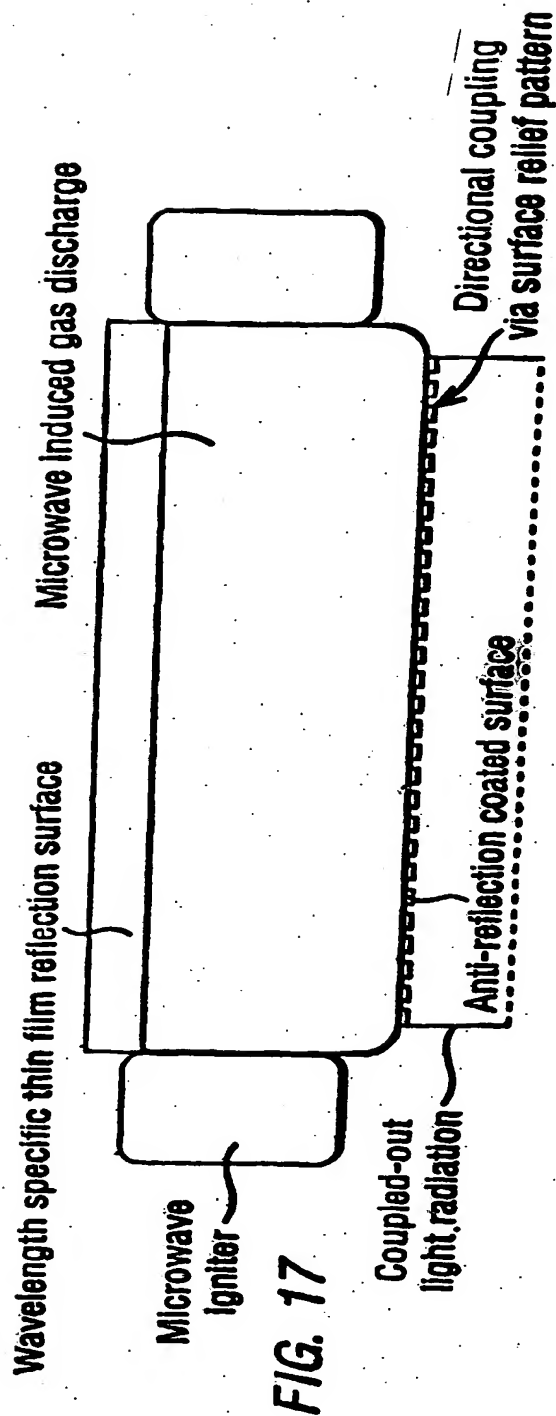 Wavelength specific thin film reflection surface
Microwave induced gas discharge
Microwave
Igniter
FIG. 17
Coupled-out
light,radiation
Anti-reflection coated surface
Directional coupling
via surface relief pattern